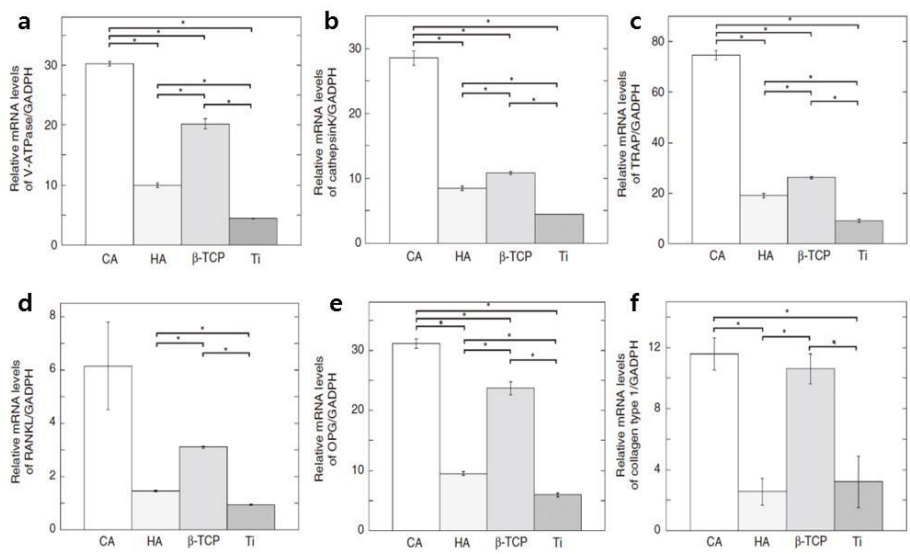 a
Relative mRNA levels
of V-ATPase/GADPH
30
20
10
0
*
*
*
*
*
*
CA HA β-TCP Ti
b
Relative mRNA levels
of cathepsinK/GADPH
30
20
10
0
*
*
*
*
*
*
CA HA β-TCP Ti
c
Relative mRNA levels
of TRAP/GADPH
80
60
40
20
0
*
*
*
*
*
*
CA HA β-TCP Ti
d
Relative mRNA levels
of RANKL/GADPH
8
6
4
2
0
*
*
*
CA HA β-TCP Ti
e
Relative mRNA levels
of OPG/GADPH
30
20
10
0
*
*
*
*
*
*
CA HA β-TCP Ti
f
Relative mRNA levels
of collagen type 1/GADPH
12
8
4
0
*
*
*
*
CA HA β-TCP Ti